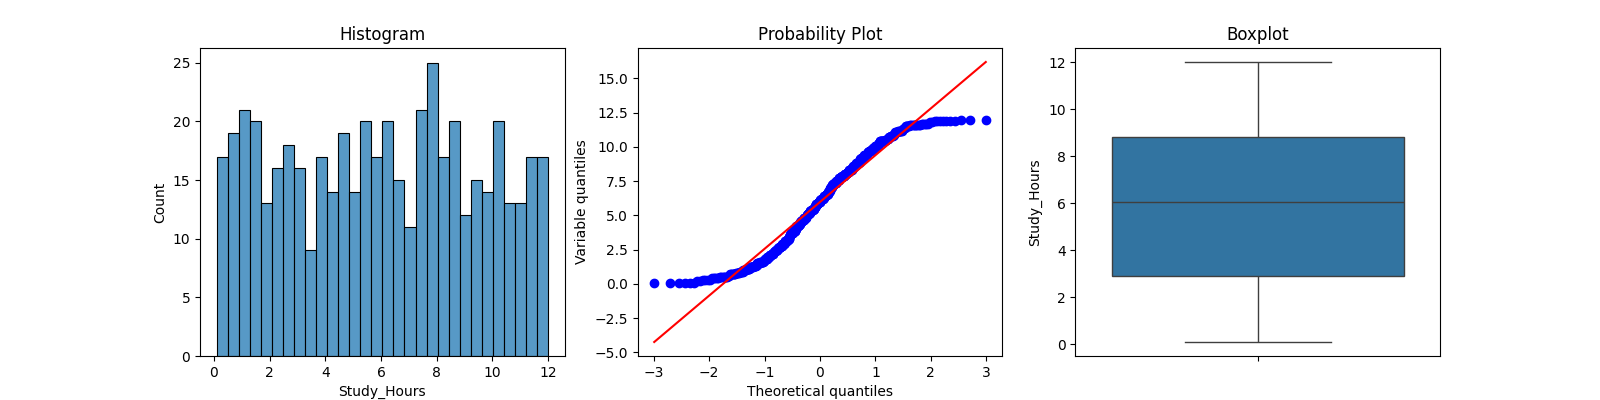 Histogram
Count
25
20
15
10
5
0
0 2 4 6 8 10 12
Study_Hours
Probability Plot
Variable quantiles
15.0
12.5
10.0
7.5
5.0
2.5
0.0
−2.5
−5.0
−3 −2 −1 0 1 2 3
Theoretical quantiles
Boxplot
Study_Hours
12
10
8
6
4
2
0